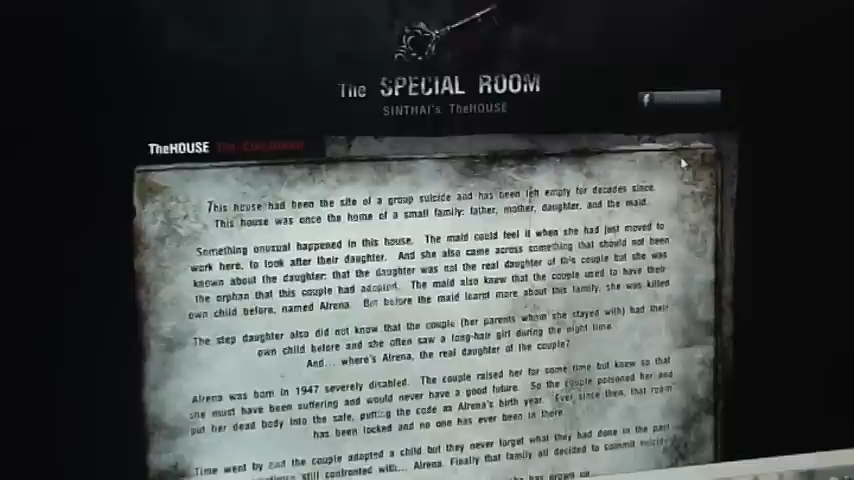 The SPECIAL ROOM
SINTHAI's TheHOUSE
TheHOUSE The
This house had been the site of a group suicide and has been left empty for decades since.
This house was once the home of a small family: father, mother, daughter, and the maid.
Something unusual happened in this house. The maid could feel it when she had just moved to
work here, to look after their daughter. And she also came across something that should not been
known about the daughter; that the daughter was not the real daughter of this couple but she was
the orphan that this couple had adopted. The maid also knew that the couple used to have their
own child before, named Alrena. But before the maid learnt more about this family, she was killed
The step daughter also did not know that the couple (her parents whom she stayed with) had their
own child before and she often saw a long-hair girl during the night time.
And... where's Alrena, the real daughter of the couple?
Alrena was born in 1947 severely disabled. The couple raised her for some time but knew so that
she must have been suffering and would never have a good future. So the couple poisoned her and
put her dead body into the safe, putting the code as Alrena's birth year. Ever since then, that room
has been locked and no one has ever been in there.
Time went by and the couple adopted a child but they never forget what they had done in the past
still confronted with... Alrena. Finally that family all decided to commit suicide
she has grown up